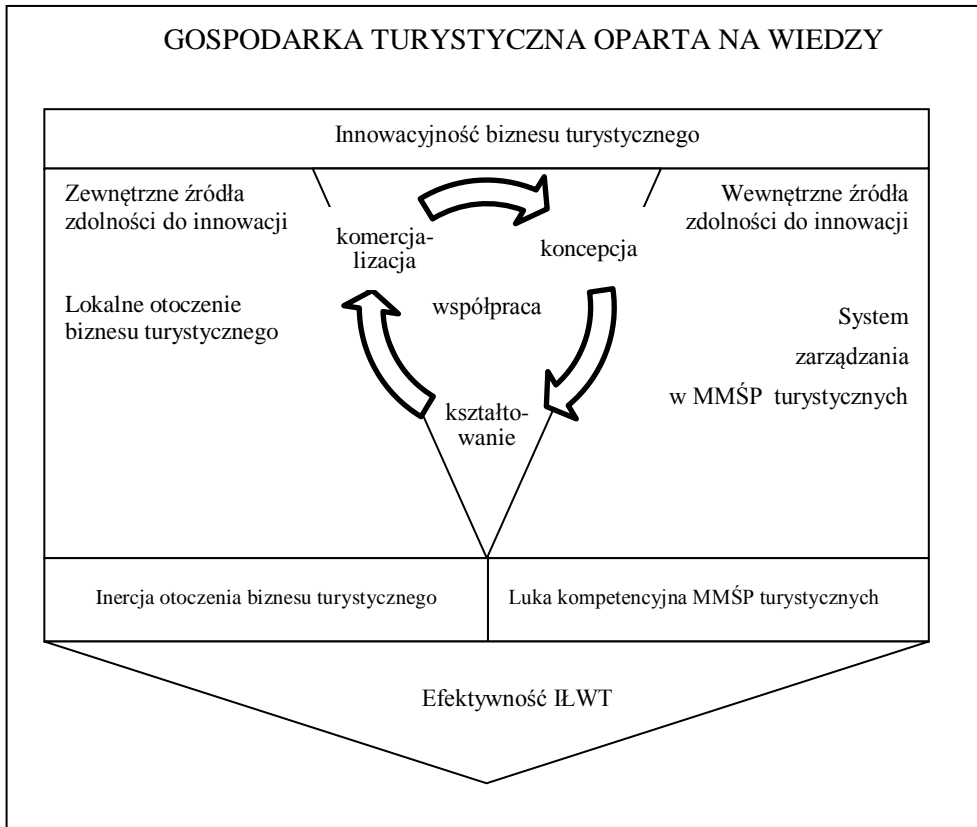 GOSPODARKA TURYSTYCZNA OPARTA NA WIEDZY
Innowacyjność biznesu turystycznego
Zewnętrzne źródła
zdolności do innowacji
Lokalne otoczenie
biznesu turystycznego
komercja-
lizacja
koncepcja
współpraca
kształto-
wanie
Wewnętrzne źródła
zdolności do innowacji
System
zarządzania
w MMŚP turystycznych
Inercja otoczenia biznesu turystycznego
Luka kompetencyjna MMŚP turystycznych
Efektywność IŁWT